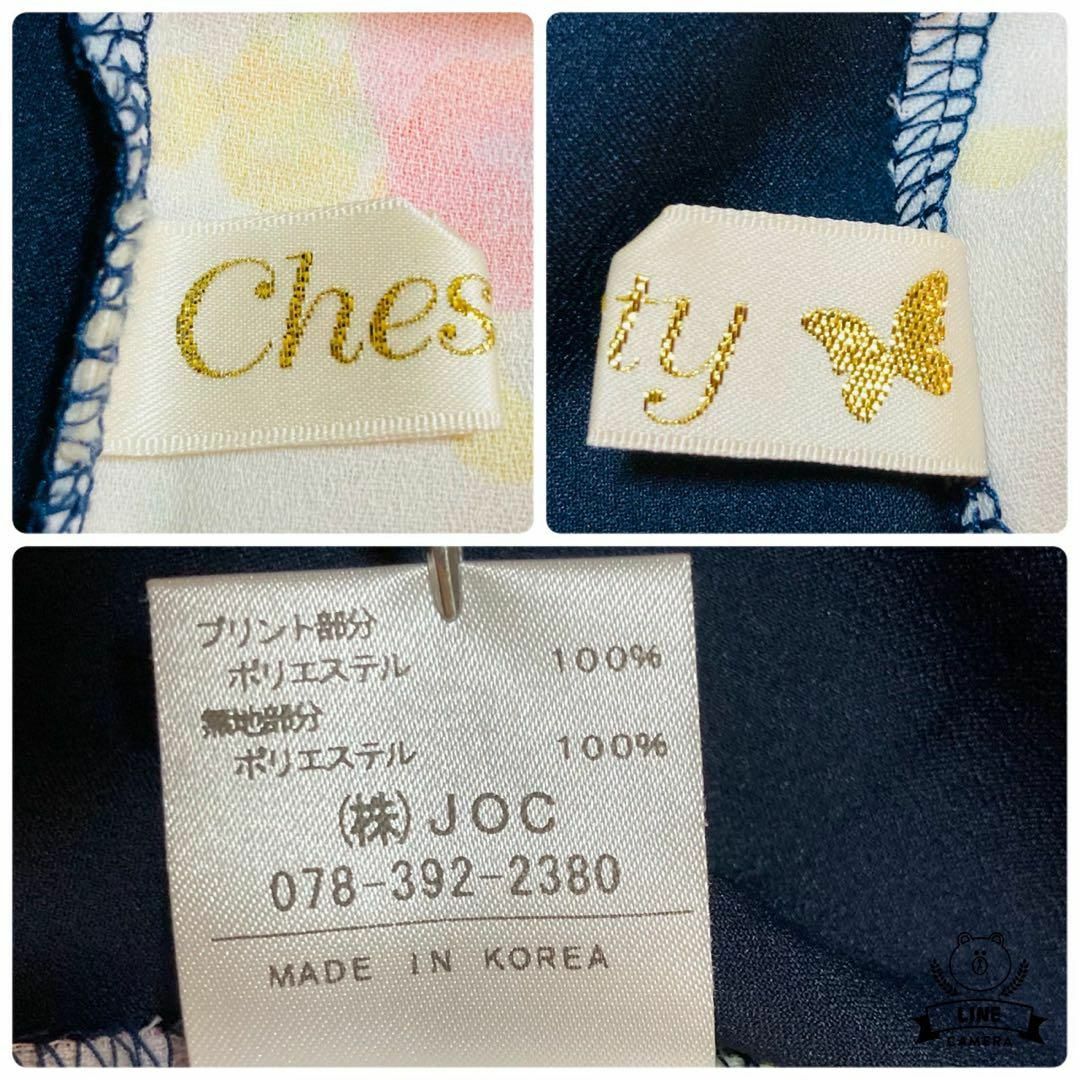 Ches
ty
プリント部分
ポリエステル 100%
無地部分
ポリエステル 100%
(株)JOC
078-392-2380
MADE IN KOREA
LINE
CAMERA